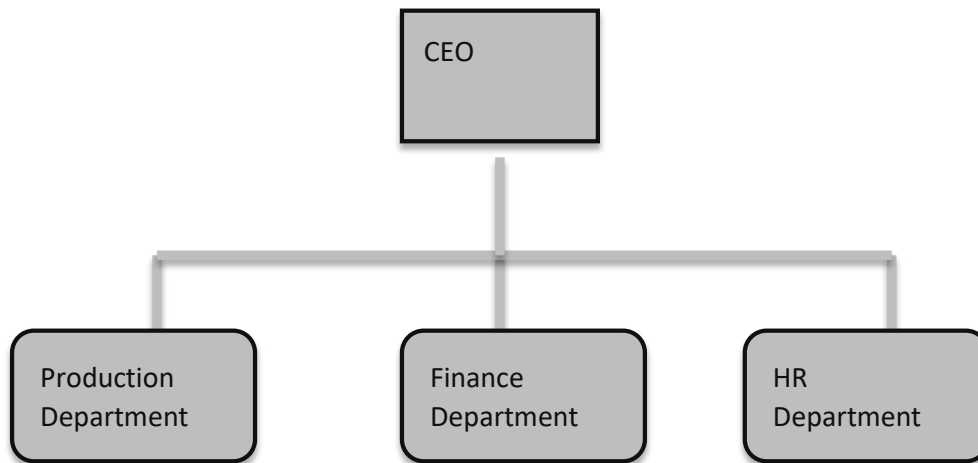 CEO
Production
Department
Finance
Department
HR
Department